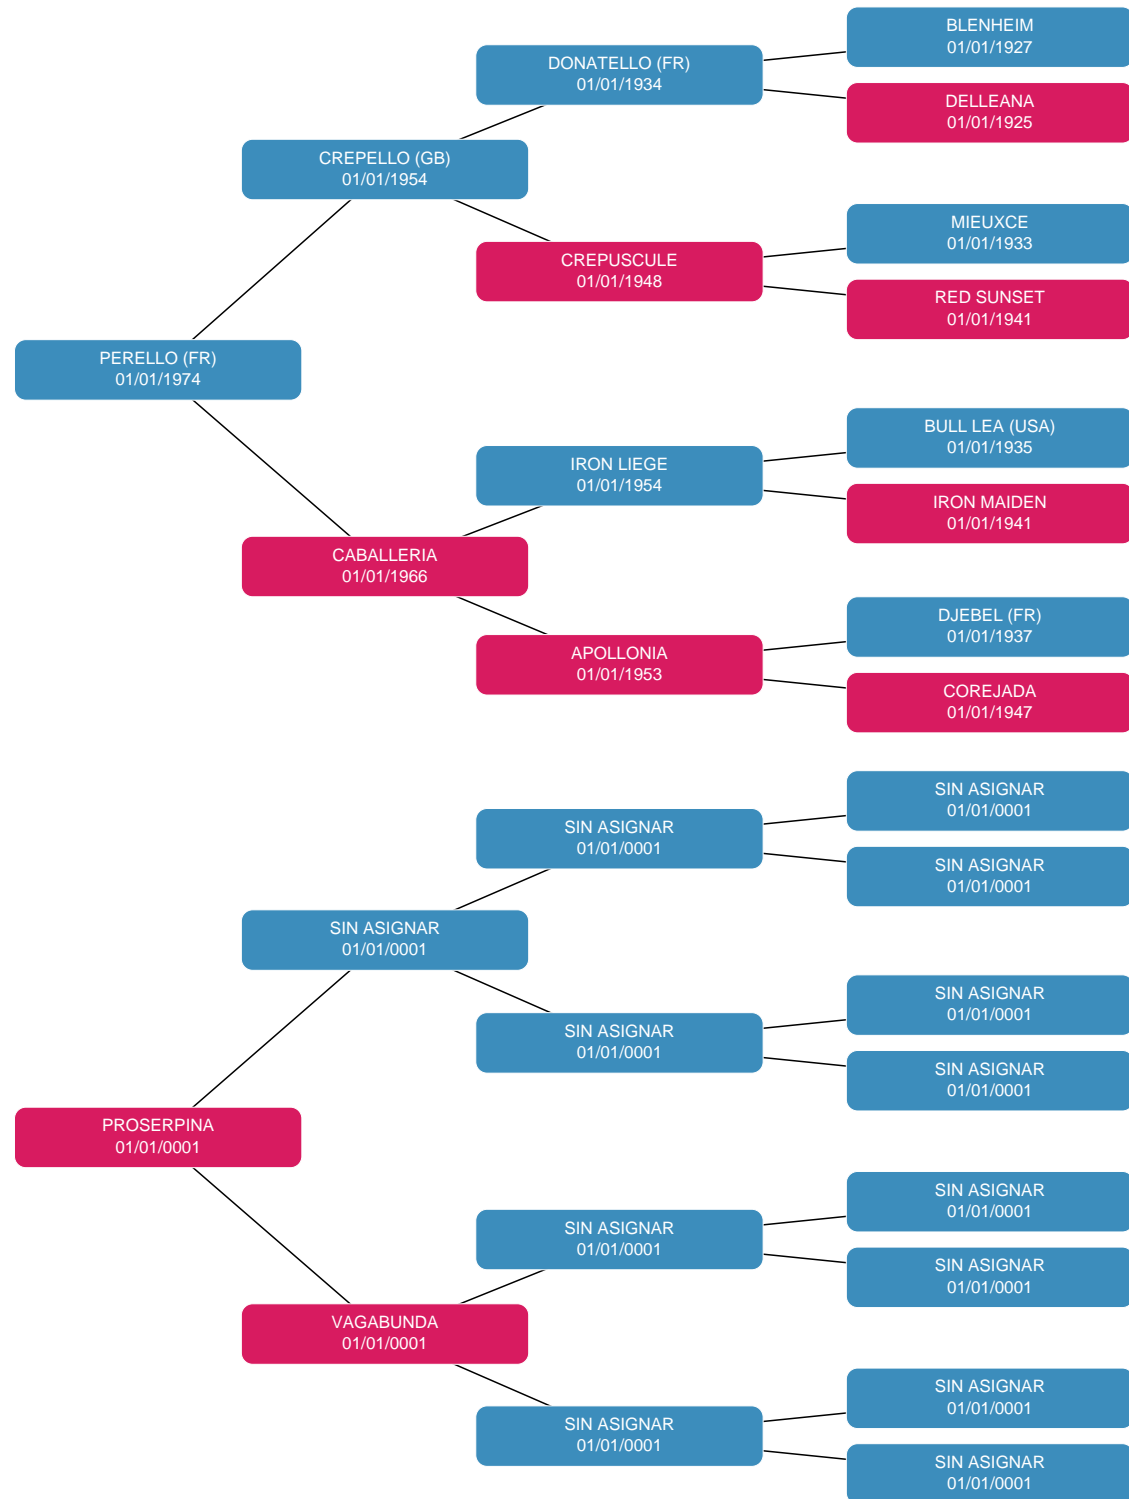 BLENHEIM
01/01/1927
DONATELLO (FR)
01/01/1934
DELLEANA
01/01/1925
CREPELLO (GB)
01/01/1954
MIEUXCE
01/01/1933
CREPUSCULE
01/01/1948
RED SUNSET
01/01/1941
PERELLO (FR)
01/01/1974
BULL LEA (USA)
01/01/1935
IRON LIEGE
01/01/1954
IRON MAIDEN
01/01/1941
CABALLERIA
01/01/1966
DJEBEL (FR)
01/01/1937
APOLLONIA
01/01/1953
COREJADA
01/01/1947
SIN ASIGNAR
01/01/0001
SIN ASIGNAR
01/01/0001
SIN ASIGNAR
01/01/0001
SIN ASIGNAR
01/01/0001
SIN ASIGNAR
01/01/0001
SIN ASIGNAR
01/01/0001
SIN ASIGNAR
01/01/0001
PROSERPINA
01/01/0001
SIN ASIGNAR
01/01/0001
SIN ASIGNAR
01/01/0001
SIN ASIGNAR
01/01/0001
VAGABUNDA
01/01/0001
SIN ASIGNAR
01/01/0001
SIN ASIGNAR
01/01/0001
SIN ASIGNAR
01/01/0001